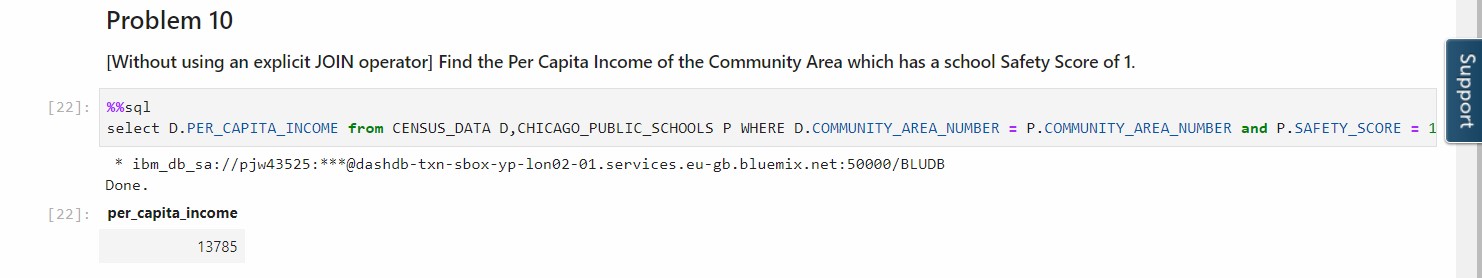 Problem 10
[Without using an explicit JOIN operator] Find the Per Capita Income of the Community Area which has a school Safety Score of 1.
[22]: %%sql
select D.PER_CAPITA_INCOME from CENSUS_DATA D,CHICAGO_PUBLIC_SCHOOLS P WHERE D.COMMUNITY_AREA_NUMBER = P.COMMUNITY_AREA_NUMBER and P.SAFETY_SCORE = 1
* ibm_db_sa://pjw43525:***@dashdb-txn-sbox-yp-lon02-01.services.eu-gb.bluemix.net:50000/BLUDB
Done.
[22]: per_capita_income
13785
Support